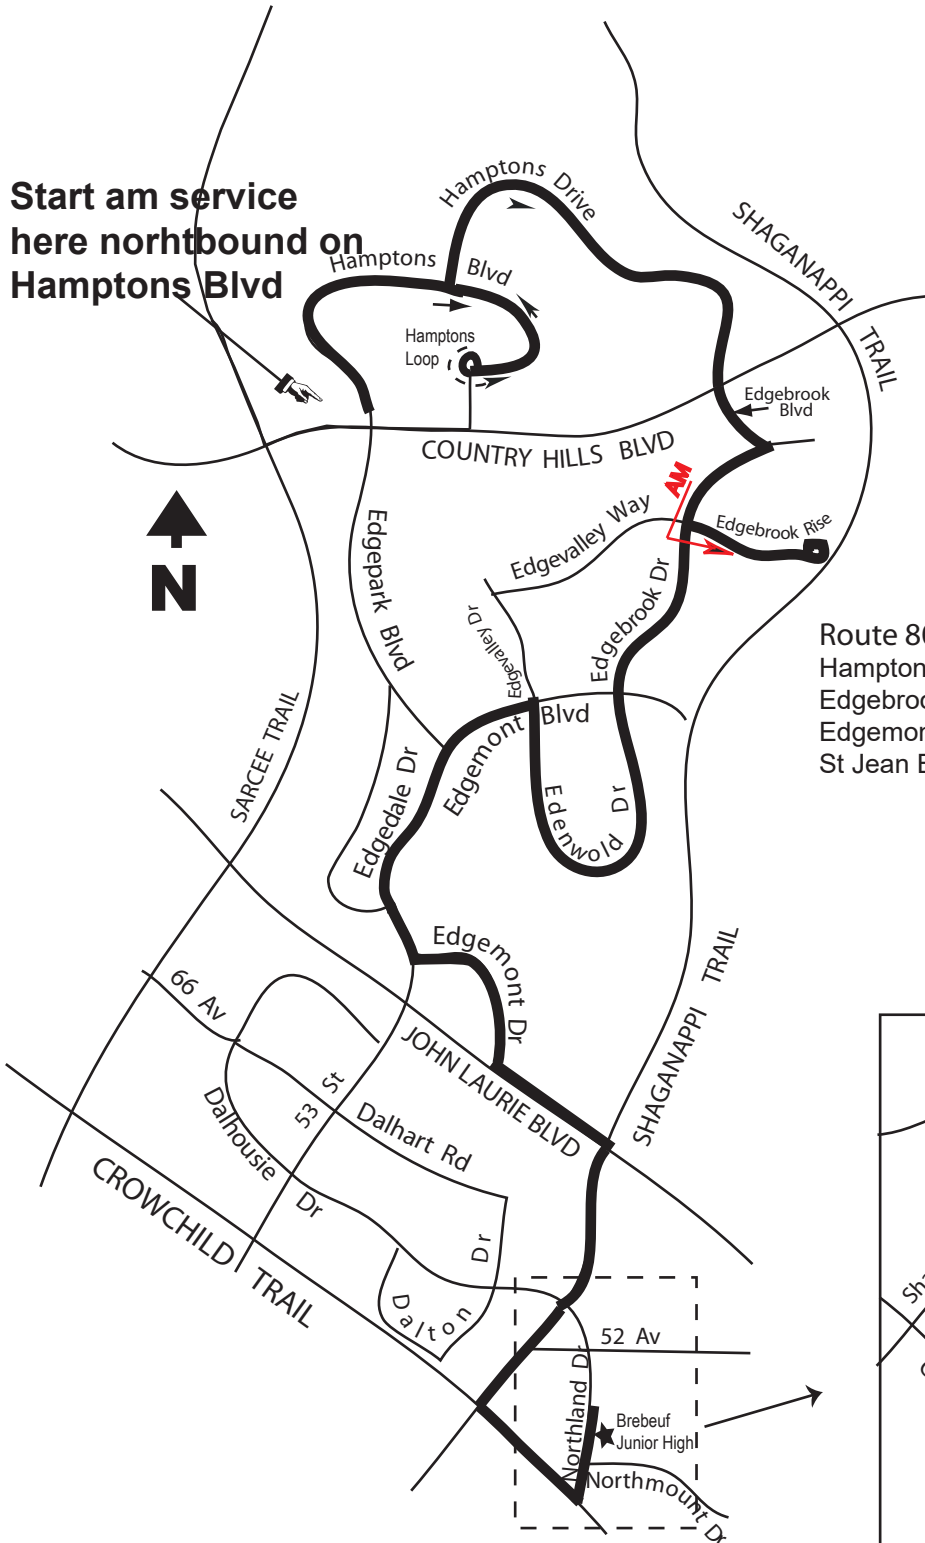 Start am service
here norhtbound on
Hamptons Blvd
Hamptons Drive
Hamptons Blvd
Hamptons
Loop
SHAGANAPPI TRAIL
Edgebrook
Blvd
COUNTRY HILLS BLVD
AM
Edgevalley Way
Edgebrook Rise
N
Edgepark Blvd
Edgevalley Dr
Edgebrook Dr
Route 80
Hampton
Edgebroo
Edgemon
St Jean B
Edgemont Blvd
SARCEE TRAIL
Edgedale Dr
Edenwold Dr
Edgemont Dr
SHAGANAPPI TRAIL
66 Av
JOHN LAURIE BLVD
53 St
Dalhart Rd
Dalhousie Dr
CROWCHILD TRAIL
Dalton Dr
Sha
52 Av
Northland Dr
Brebeuf
Junior High
Northmount Dr